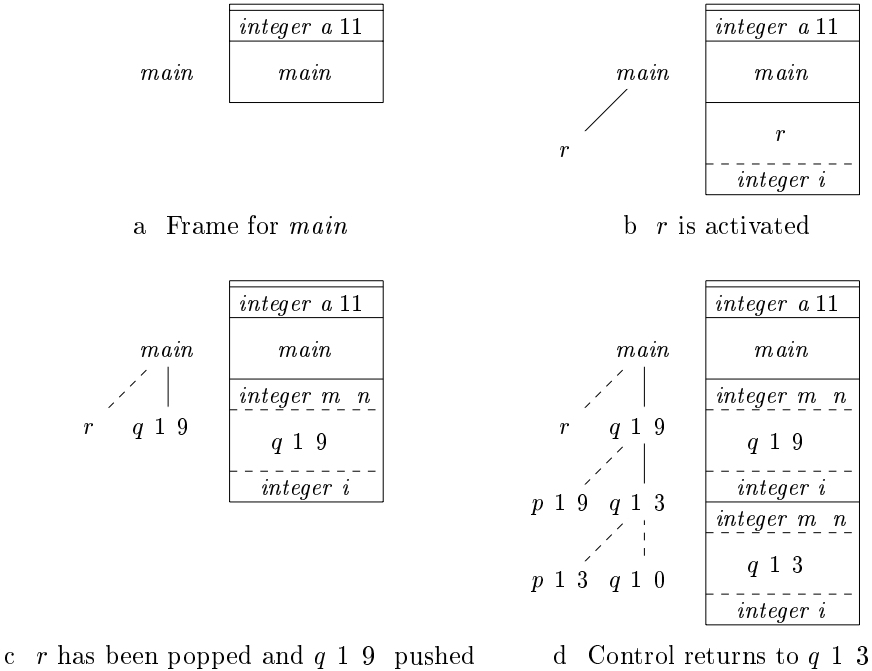 integer a 11
main
main
a Frame for main
integer a 11
main
main
r
r
integer i
b r is activated
integer a 11
main
main
integer m n
r q 1 9
q 1 9
integer i
c r has been popped and q 1 9 pushed
integer a 11
main
main
integer m n
r q 1 9
q 1 9
integer i
p 1 9 q 1 3
integer m n
q 1 3
p 1 3 q 1 0
integer i
d Control returns to q 1 3